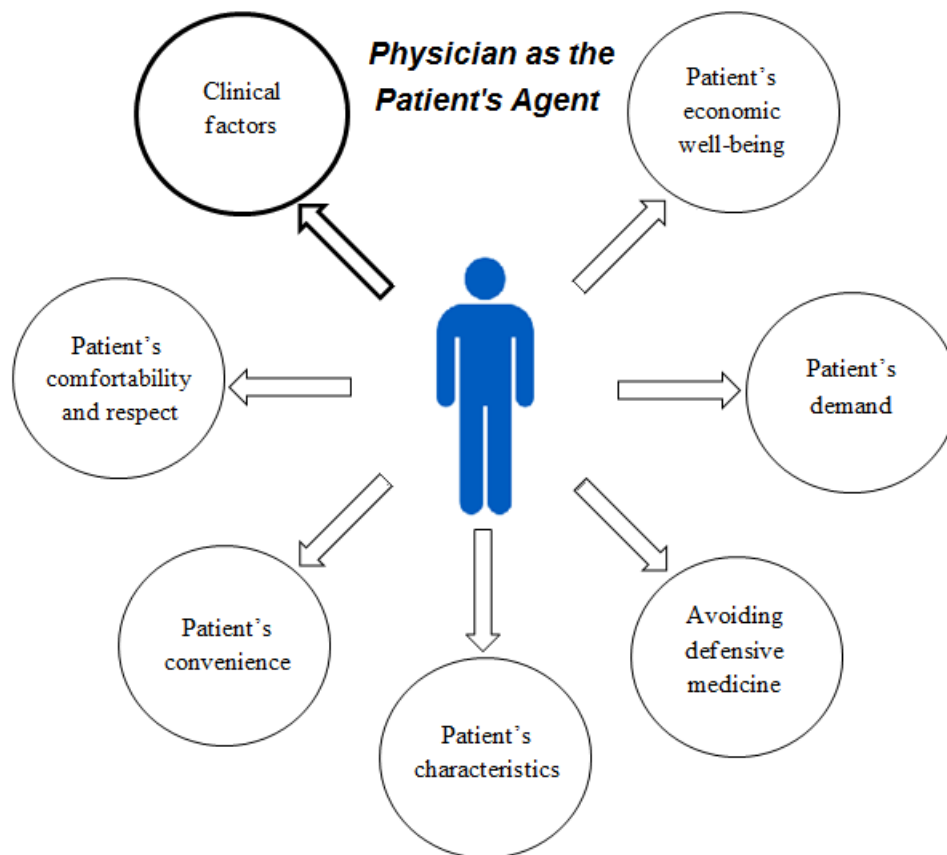 Physician as the
Patient's Agent
Clinical
factors
Patient’s
economic
well-being
Patient’s
comfortability
and respect
Patient’s
demand
Patient’s
convenience
Avoiding
defensive
medicine
Patient’s
characteristics